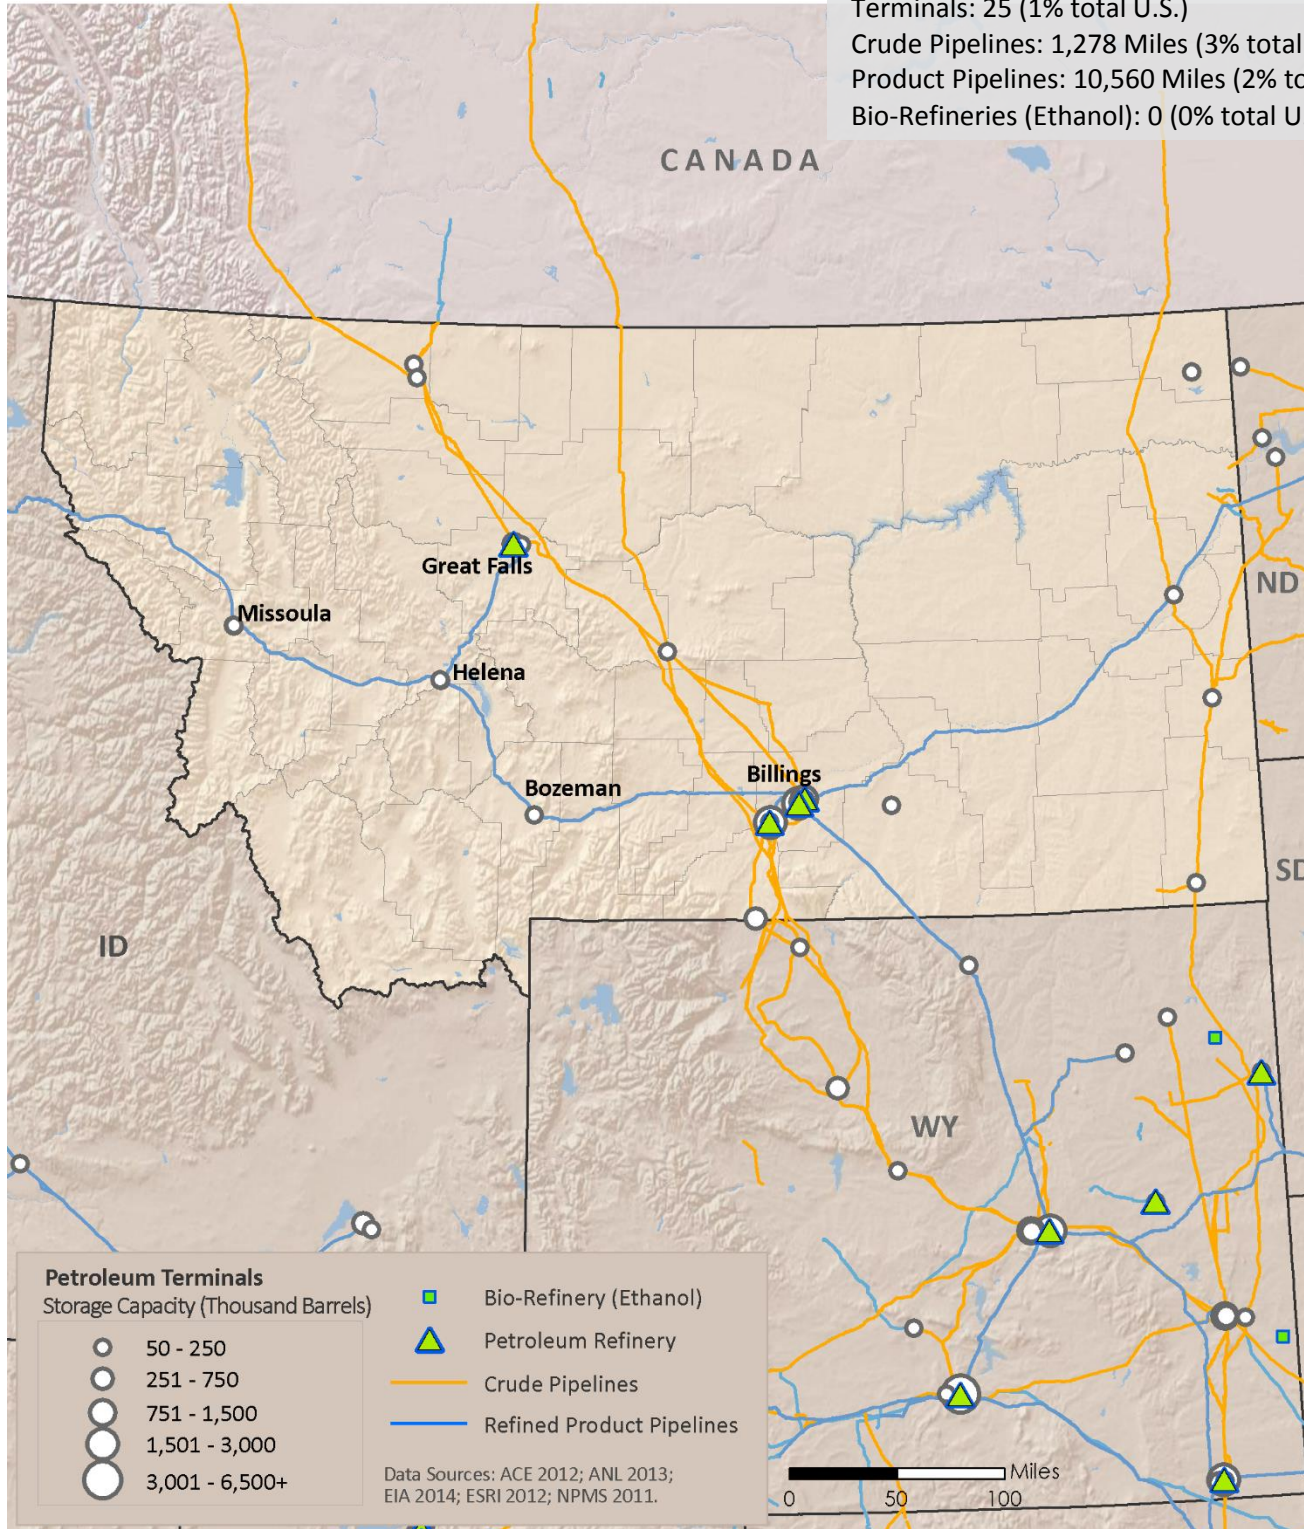 Terminals: 25 (1% total U.S.)
Crude Pipelines: 1,278 Miles (3% total
Product Pipelines: 10,560 Miles (2% to
Bio-Refineries (Ethanol): 0 (0% total U
CANADA
Great Falls
ND
Missoula
Helena
Billings
Bozeman
SD
ID
WY
Petroleum Terminals
Storage Capacity (Thousand Barrels)
50 - 250
251 - 750
751 - 1,500
1,501 - 3,000
3,001 - 6,500+
Bio-Refinery (Ethanol)
Petroleum Refinery
Crude Pipelines
Refined Product Pipelines
Data Sources: ACE 2012; ANL 2013;
EIA 2014; ESRI 2012; NPMS 2011.
Miles
0 50 100